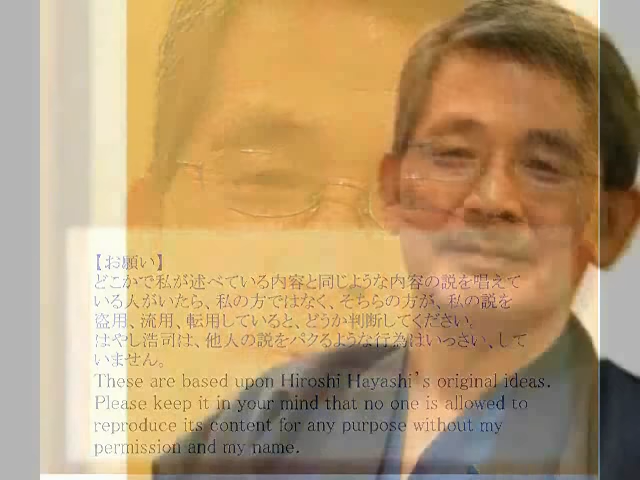 【お願い】
どこかで私が述べている内容と同じような内容の説を唱えて
いる人がいたら、私の方ではなく、そちらの方が、私の説を
盗用、流用、転用していると、どうか判断してください。
はやし浩司は、他人の説をパクるような行為はいっさい、して
いません。
These are based upon Hiroshi Hayashi's original ideas.
Please keep it in your mind that no one is allowed to
reproduce its content for any purpose without my
permission and my name.